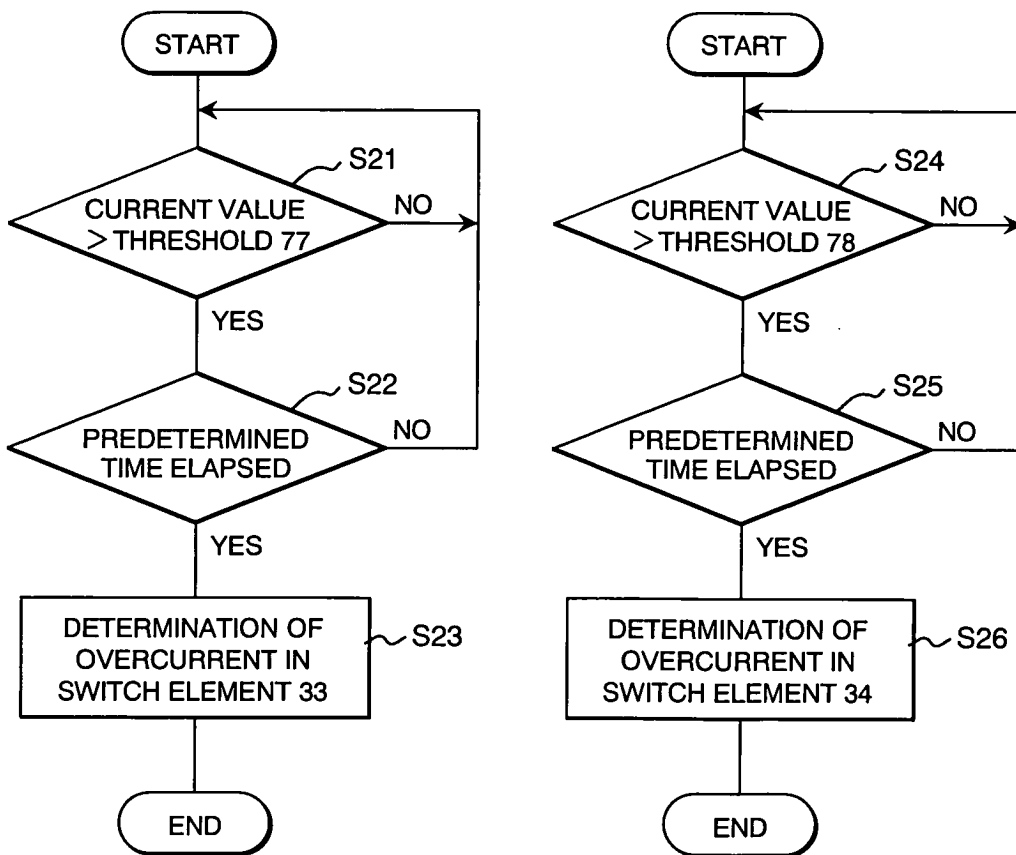 START
S21
CURRENT VALUE
> THRESHOLD 77
NO
YES
S22
PREDETERMINED
TIME ELAPSED
NO
YES
DETERMINATION OF
OVERCURRENT IN
SWITCH ELEMENT 33
S23
END
START
S24
CURRENT VALUE
> THRESHOLD 78
NO
YES
S25
PREDETERMINED
TIME ELAPSED
NO
YES
DETERMINATION OF
OVERCURRENT IN
SWITCH ELEMENT 34
S26
END